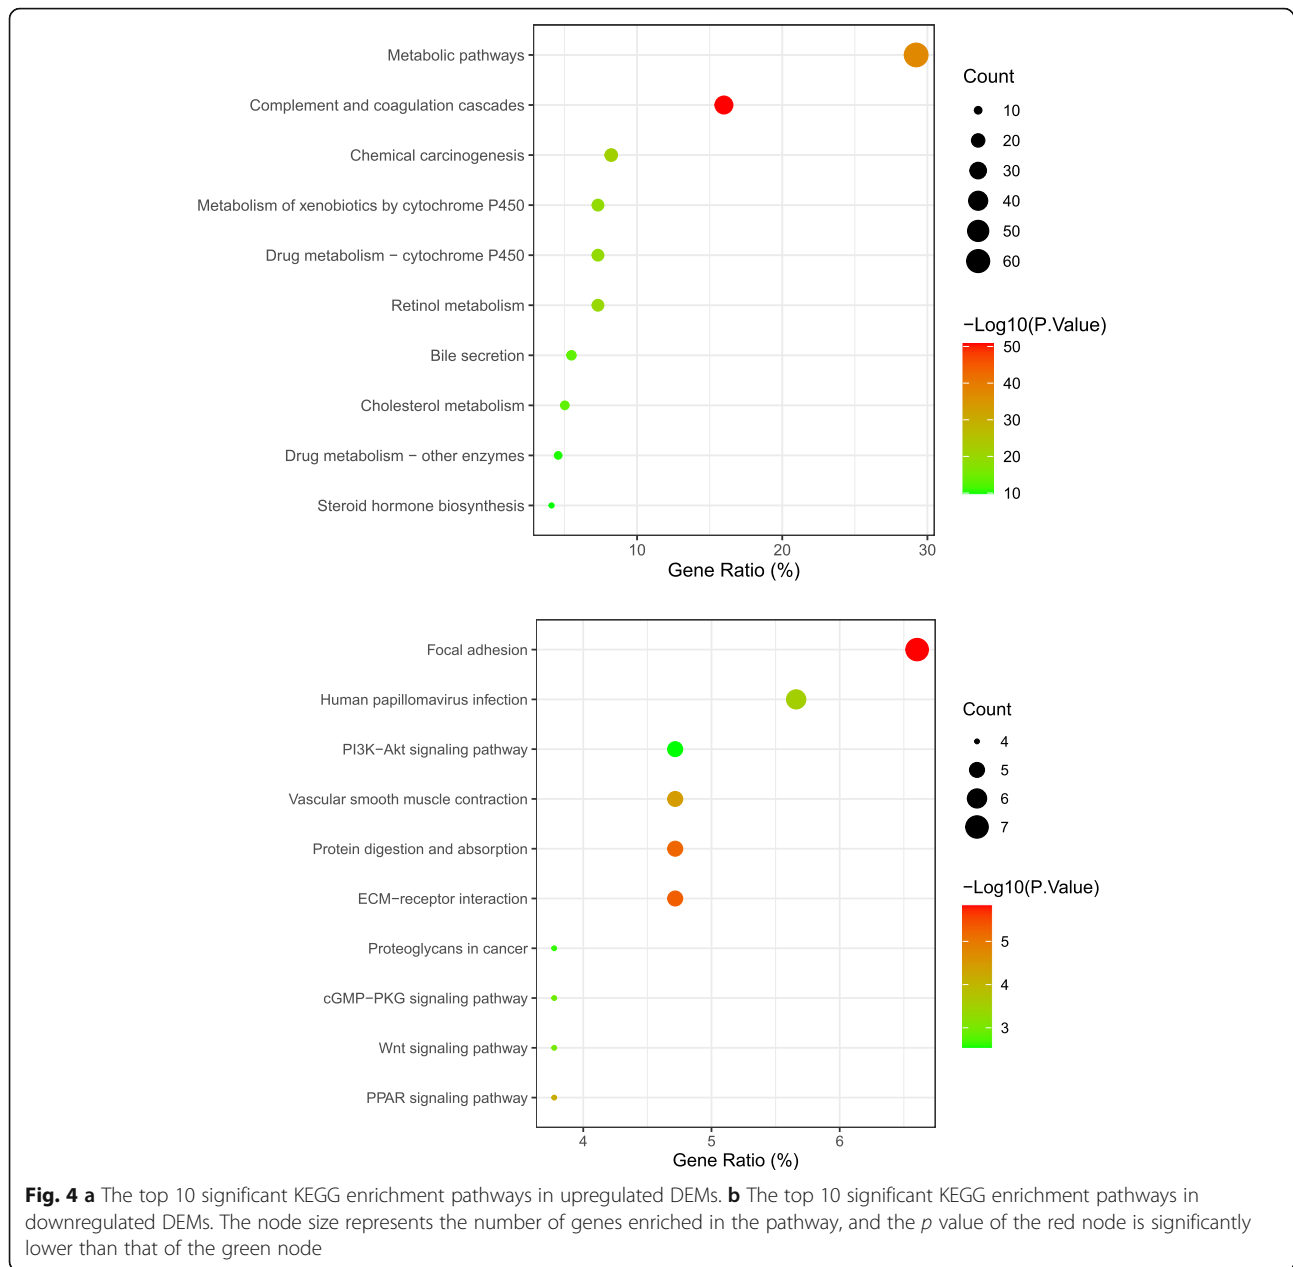 Metabolic pathways
Complement and coagulation cascades
Chemical carcinogenesis
Metabolism of xenobiotics by cytochrome P450
Drug metabolism − cytochrome P450
Retinol metabolism
Bile secretion
Cholesterol metabolism
Drug metabolism − other enzymes
Steroid hormone biosynthesis
10 20 30
Gene Ratio (%)
Count
10
20
30
40
50
60
−Log10(P.Value)
50
40
30
20
10
Focal adhesion
Human papillomavirus infection
PI3K−Akt signaling pathway
Vascular smooth muscle contraction
Protein digestion and absorption
ECM−receptor interaction
Proteoglycans in cancer
cGMP−PKG signaling pathway
Wnt signaling pathway
PPAR signaling pathway
4 5 6
Gene Ratio (%)
Count
4
5
6
7
−Log10(P.Value)
5
4
3
Fig. 4 a The top 10 significant KEGG enrichment pathways in upregulated DEMs. b The top 10 significant KEGG enrichment pathways in
downregulated DEMs. The node size represents the number of genes enriched in the pathway, and the p value of the red node is significantly
lower than that of the green node